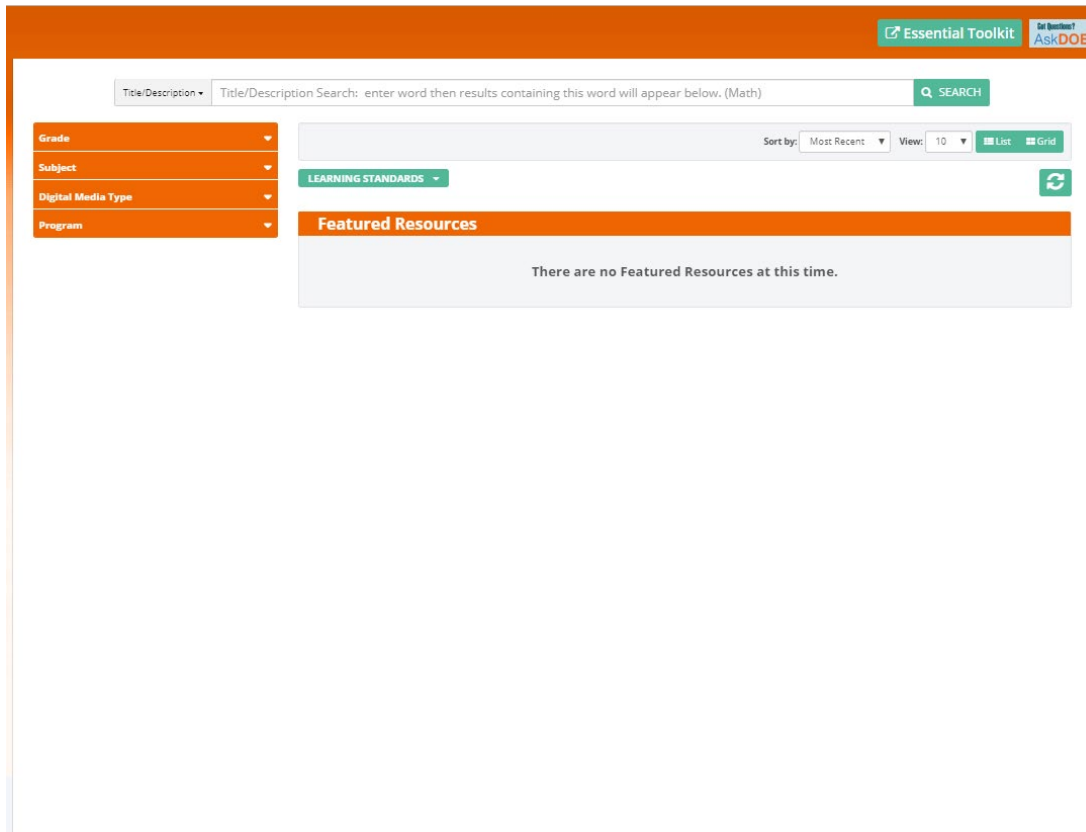 Essential Toolkit
Got Questions?
AskDOE
Title/Description
Title/Description Search: enter word then results containing this word will appear below. (Math)
SEARCH
Grade
Subject
Digital Media Type
Program
Sort by: Most Recent View: 10 List Grid
LEARNING STANDARDS
Featured Resources
There are no Featured Resources at this time.